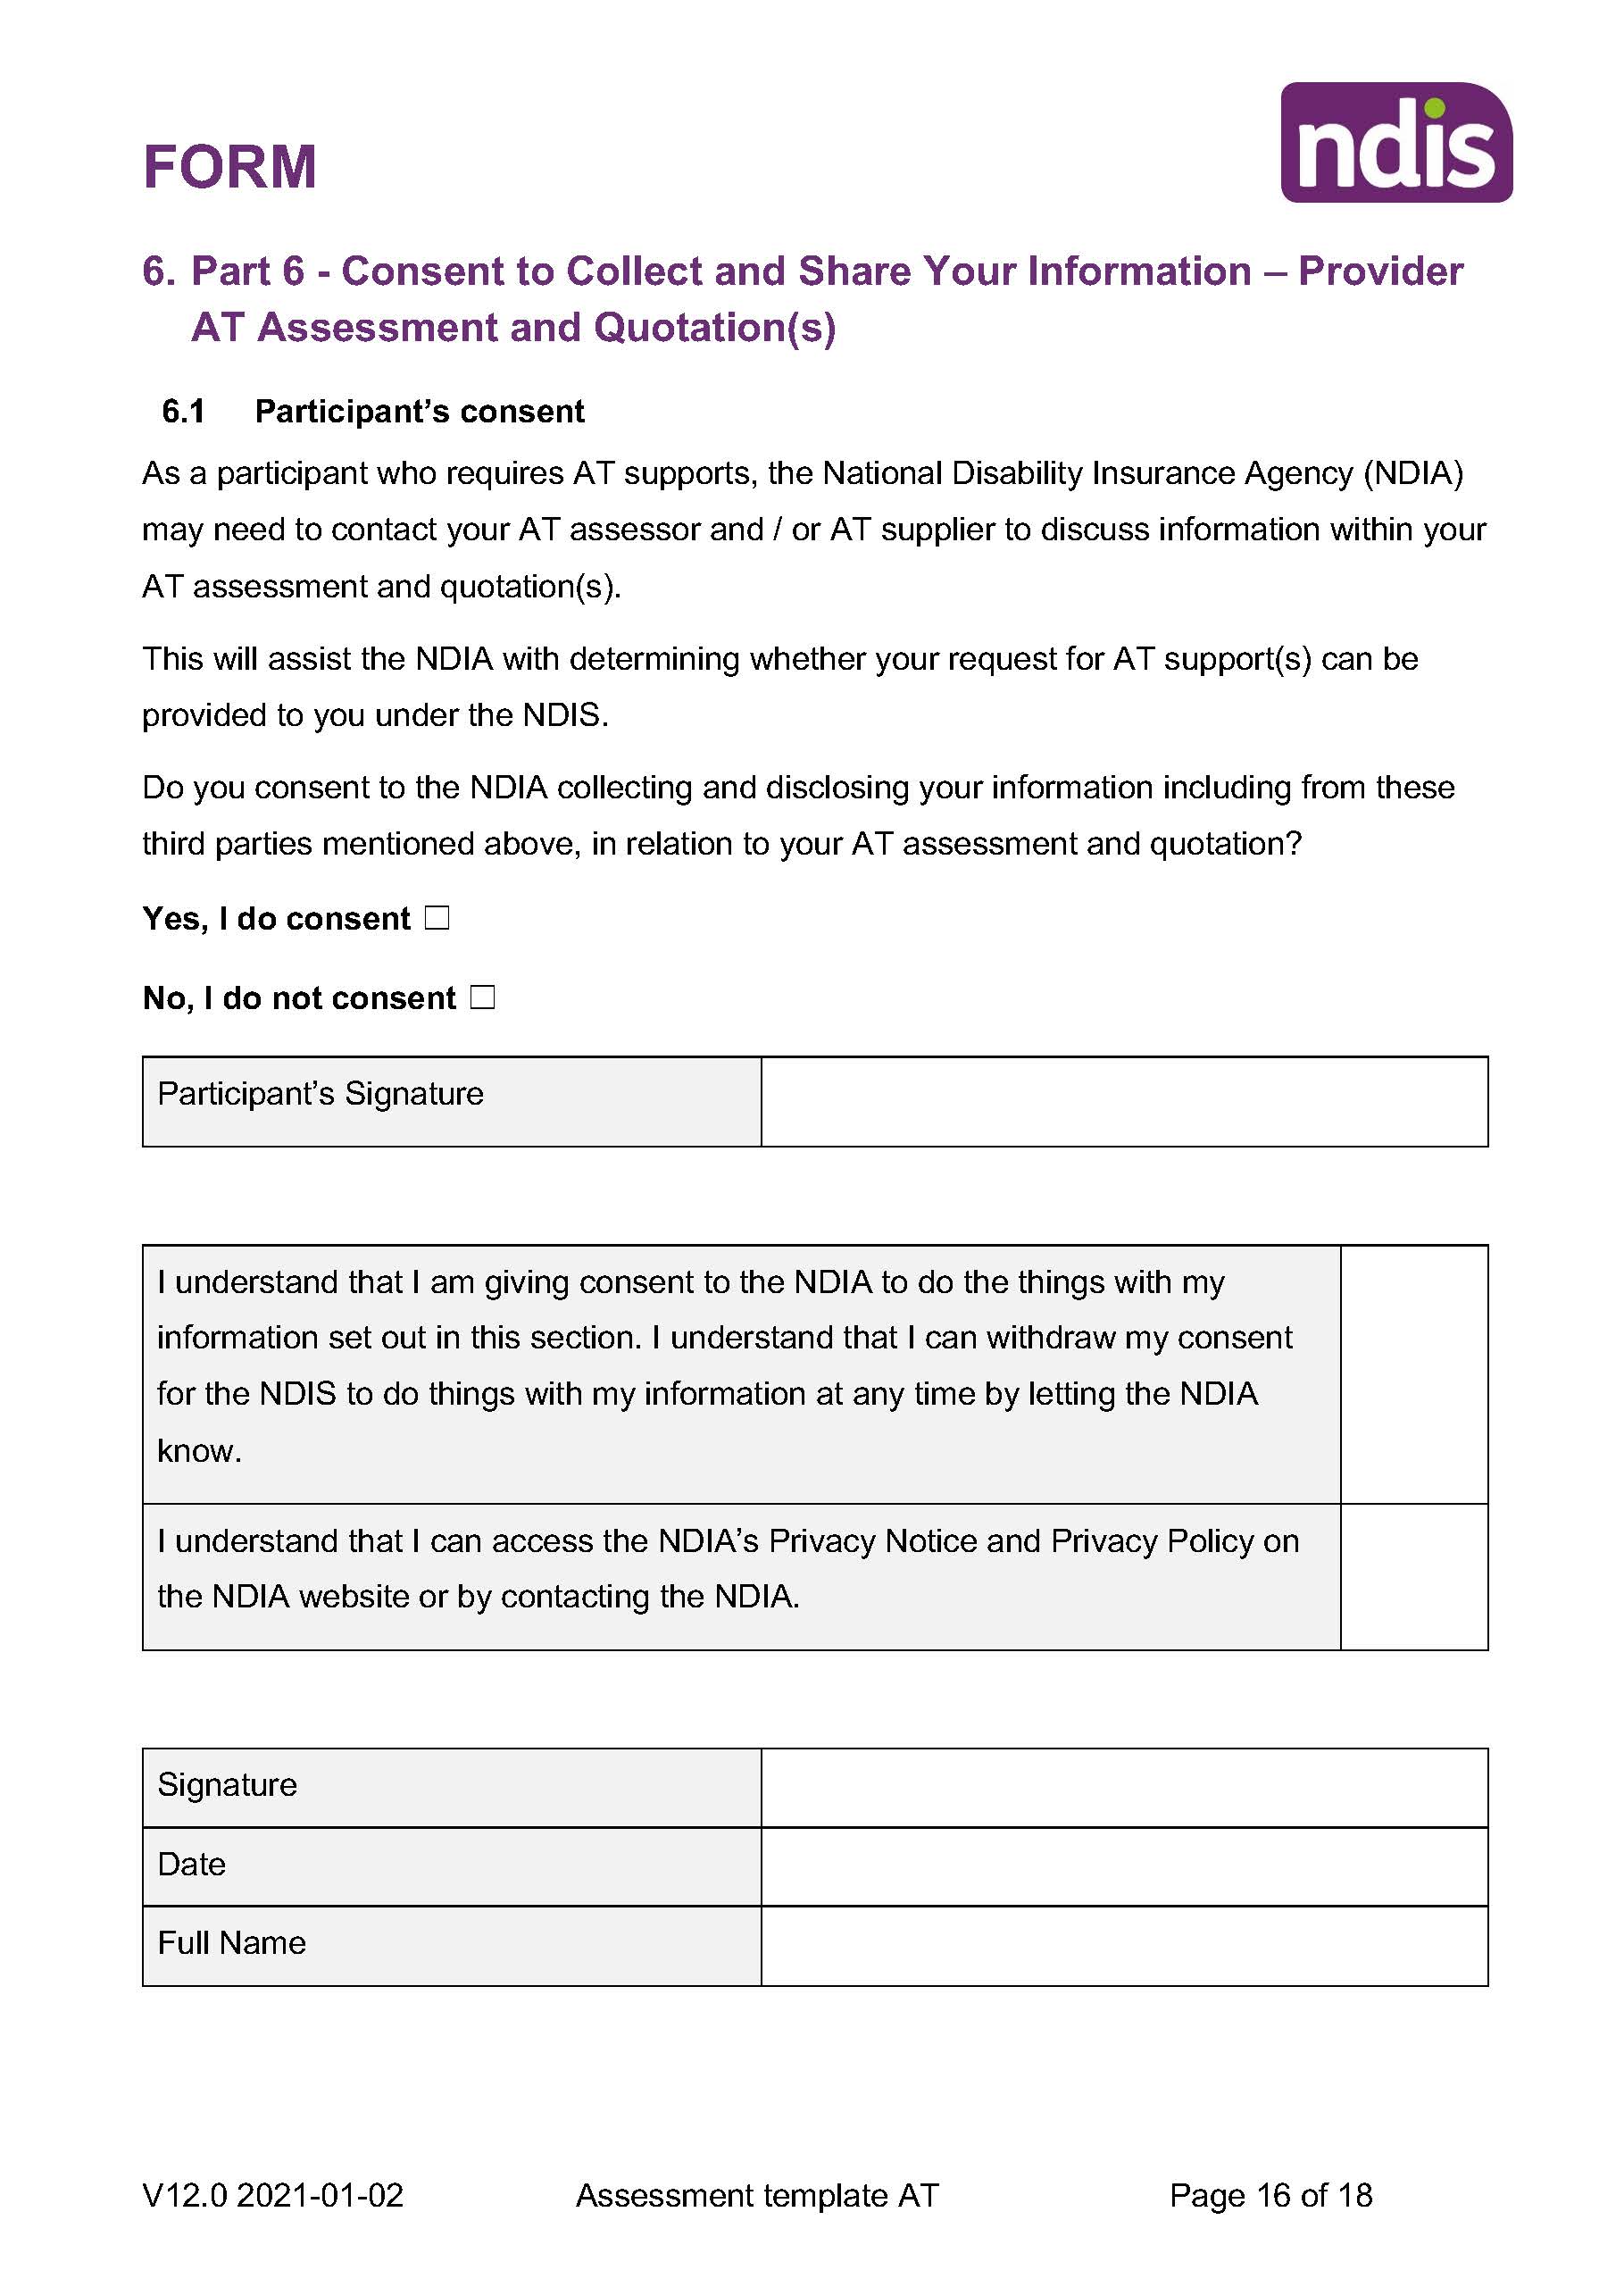 FORM
ndis
6. Part 6 - Consent to Collect and Share Your Information – Provider
AT Assessment and Quotation(s)
6.1 Participant’s consent
As a participant who requires AT supports, the National Disability Insurance Agency (NDIA)
may need to contact your AT assessor and / or AT supplier to discuss information within your
AT assessment and quotation(s).
This will assist the NDIA with determining whether your request for AT support(s) can be
provided to you under the NDIS.
Do you consent to the NDIA collecting and disclosing your information including from these
third parties mentioned above, in relation to your AT assessment and quotation?
Yes, I do consent ☐
No, I do not consent ☐
Participant’s Signature
I understand that I am giving consent to the NDIA to do the things with my
information set out in this section. I understand that I can withdraw my consent
for the NDIS to do things with my information at any time by letting the NDIA
know.
I understand that I can access the NDIA’s Privacy Notice and Privacy Policy on
the NDIA website or by contacting the NDIA.
Signature
Date
Full Name
V12.0 2021-01-02 Assessment template AT Page 16 of 18